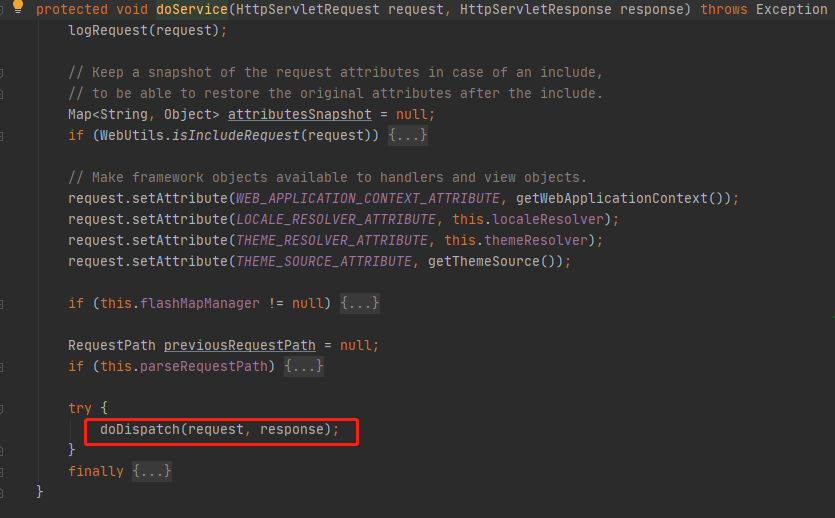 protected void doService(HttpServletRequest request, HttpServletResponse response) throws Exception
logRequest(request);
// Keep a snapshot of the request attributes in case of an include,
// to be able to restore the original attributes after the include.
Map<String, Object> attributesSnapshot = null;
if (WebUtils.isIncludeRequest(request)) {...}
// Make framework objects available to handlers and view objects.
request.setAttribute(WEB_APPLICATION_CONTEXT_ATTRIBUTE, getWebApplicationContext());
request.setAttribute(LOCALE_RESOLVER_ATTRIBUTE, this.localeResolver);
request.setAttribute(THEME_RESOLVER_ATTRIBUTE, this.themeResolver);
request.setAttribute(THEME_SOURCE_ATTRIBUTE, getThemeSource());
if (this.flashMapManager != null) {...}
RequestPath previousRequestPath = null;
if (this.parseRequestPath) {...}
try {
doDispatch(request, response);
}
finally {...}
}